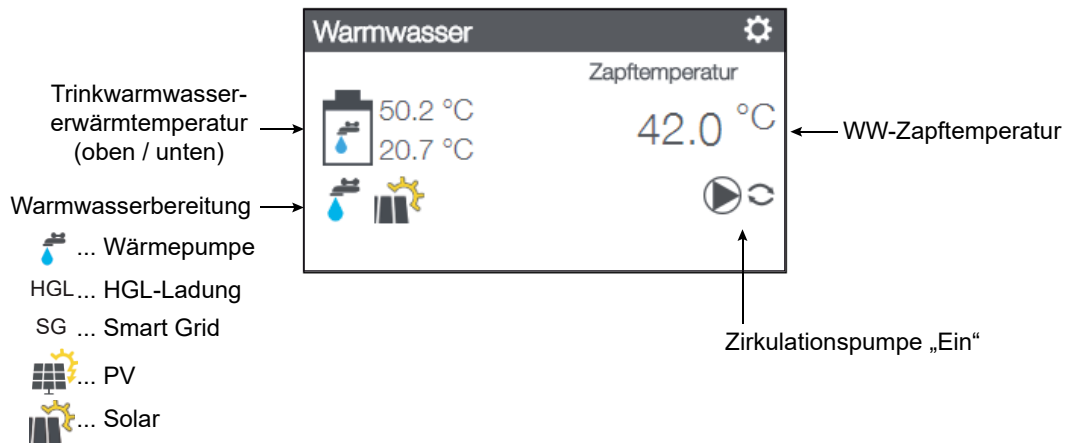 Warmwasser
Zapftemperatur
Trinkwarmwasser-
erwärmtemperatur
(oben / unten)
50.2 °C
20.7 °C
42.0 °C
WW-Zapftemperatur
Warmwasserbereitung
... Wärmepumpe
HGL... HGL-Ladung
SG ... Smart Grid
... PV
... Solar
Zirkulationspumpe „Ein“